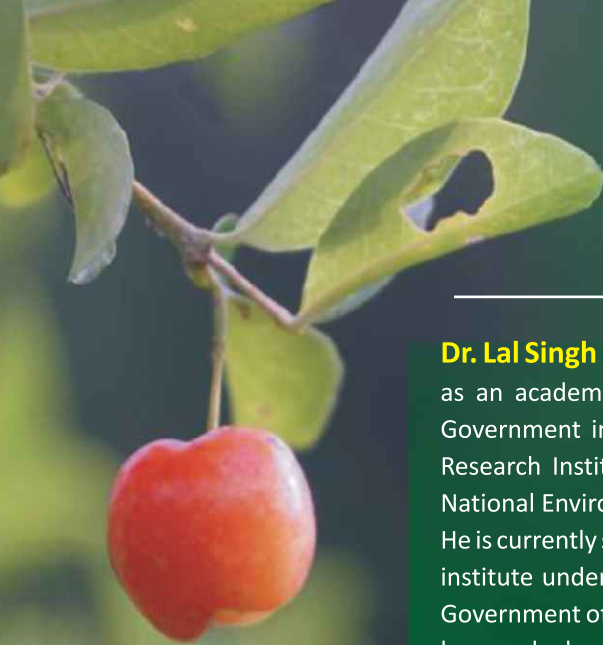 Dr. Lal Singh
as an academ
Government in
Research Instit
National Enviro
He is currently s
institute under
Government of